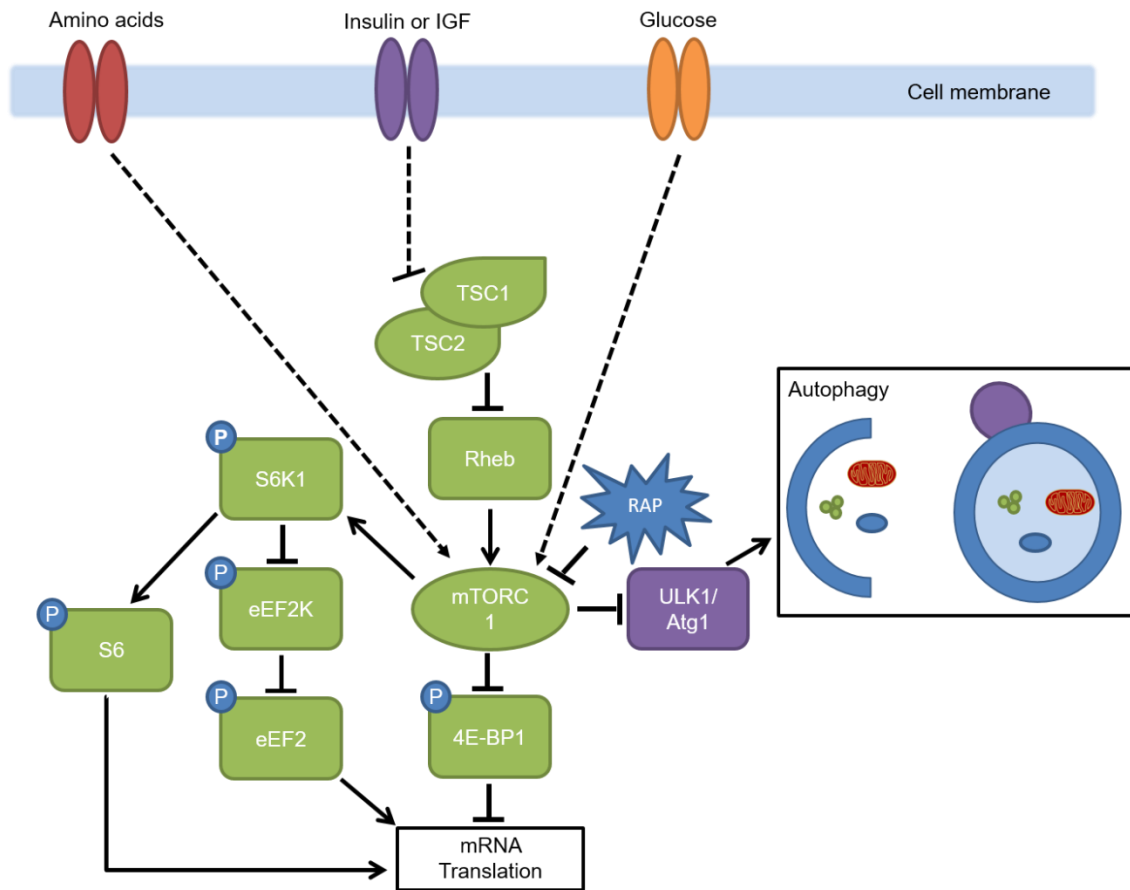 Amino acids
Insulin or IGF
Glucose
Cell membrane
TSC1
TSC2
Autophagy
P
S6K1
Rheb
RAP
P
eEF2K
mTORC
1
ULK1/
Atg1
P
S6
P
eEF2
P
4E-BP1
mRNA
Translation